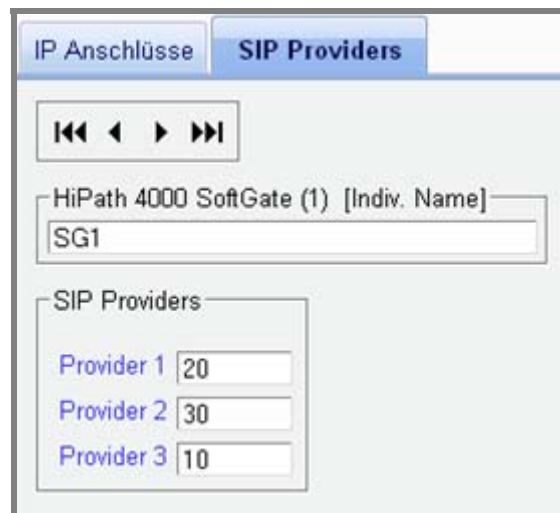 IP Anschlüsse SIP Providers
HiPath 4000 SoftGate (1) [Indiv. Name]
SG1
SIP Providers
Provider 1 20
Provider 2 30
Provider 3 10